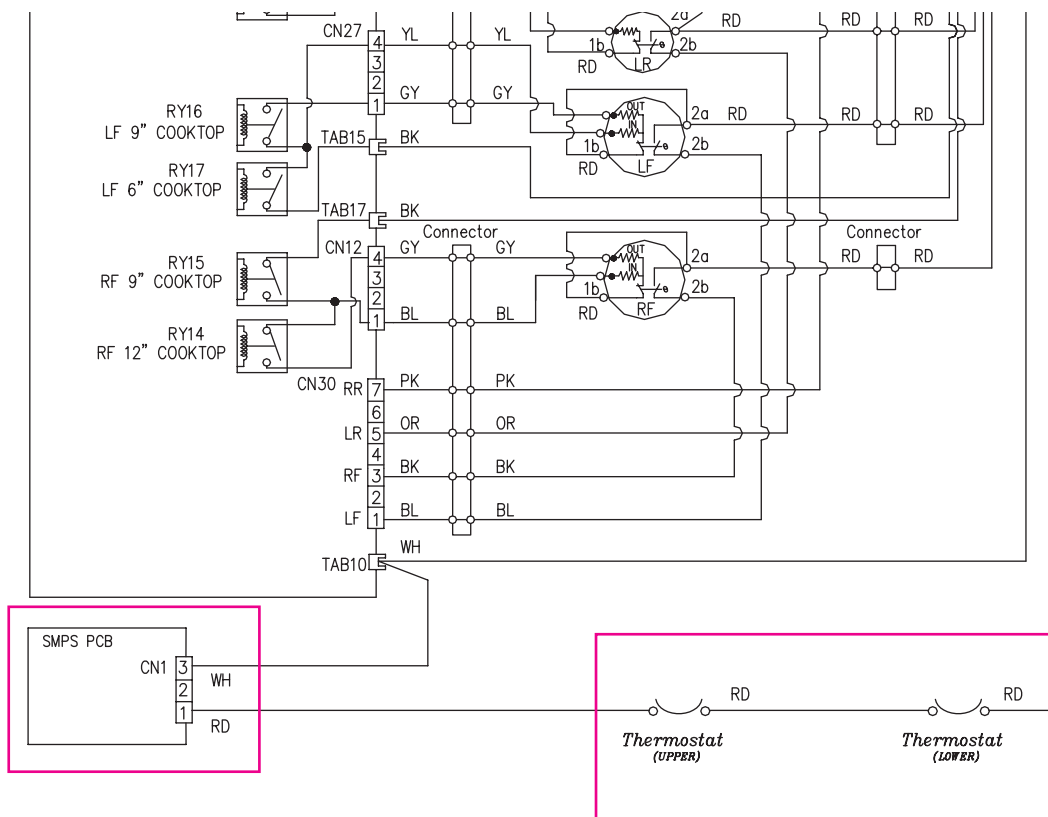 2a RD RD RD
CN27 YL YL
4
3
2
1
1b 2b
RD LR
GY GY
RY16
LF 9" COOKTOP
OUT
IN
2a RD RD RD
TAB15 BK
1b 2b
RD LF
RY17
LF 6" COOKTOP
TAB17 BK
Connector Connector
CN12 GY GY
4
3
2
1
OUT
IN
2a RD RD
RY15
RF 9" COOKTOP
1b 2b
RD RF
BL BL
RY14
RF 12" COOKTOP
CN30 RR 7 PK PK
6
LR 5 OR OR
4
RF 3 BK BK
2
LF 1 BL BL
WH
TAB10
SMPS PCB
CN1 3
WH
2
1
RD
RD RD
Thermostat Thermostat
(UPPER) (LOWER)